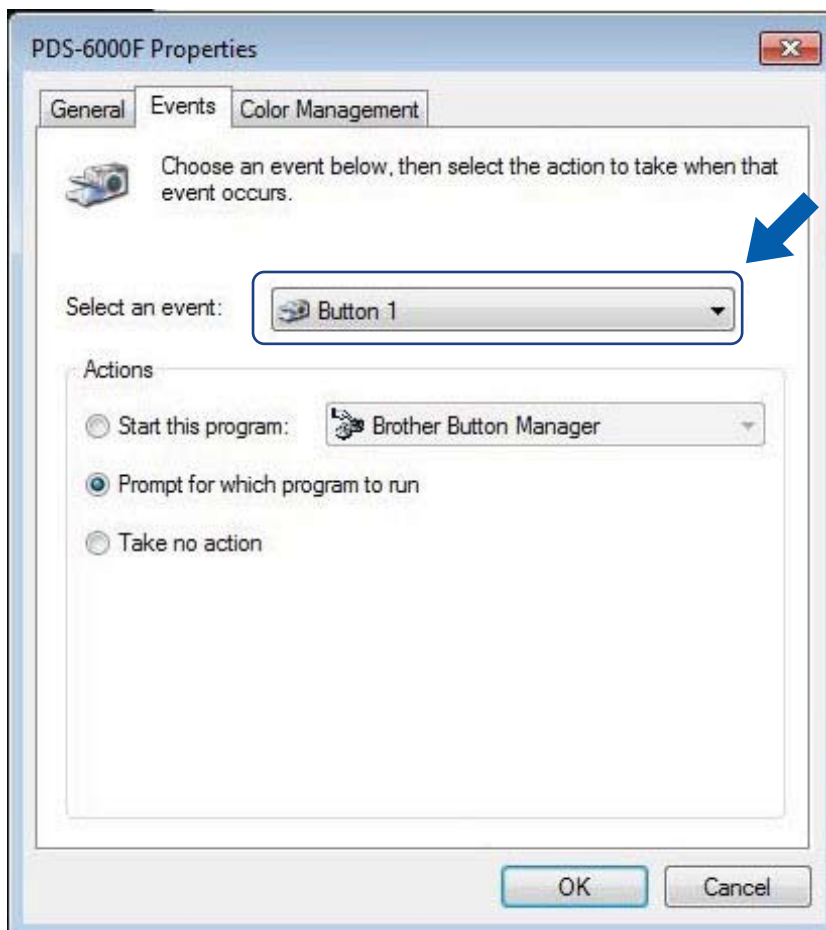 PDS-6000F Properties
General Events Color Management
Choose an event below, then select the action to take when that
event occurs.
Select an event: Button 1
Actions
Start this program: Brother Button Manager
Prompt for which program to run
Take no action
OK Cancel